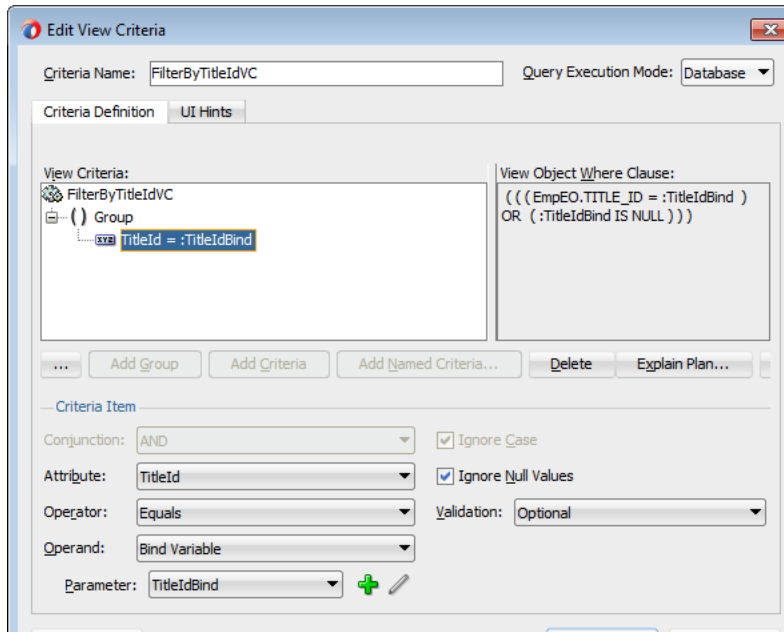 Edit View Criteria
Criteria Name: FilterByTitleIdVC Query Execution Mode: Database
Criteria Definition UI Hints
View Criteria: View Object Where Clause:
FilterByTitleIdVC
( ) Group
XYZ TitleId = :TitleIdBind
( ( ( EmpEO.TITLE_ID = :TitleIdBind )
OR ( :TitleIdBind IS NULL ) ) )
... Add Group Add Criteria Add Named Criteria... Delete Explain Plan...
Criteria Item
Conjunction: AND Ignore Case
Attribute: TitleId Ignore Null Values
Operator: Equals Validation: Optional
Operand: Bind Variable
Parameter: TitleIdBind